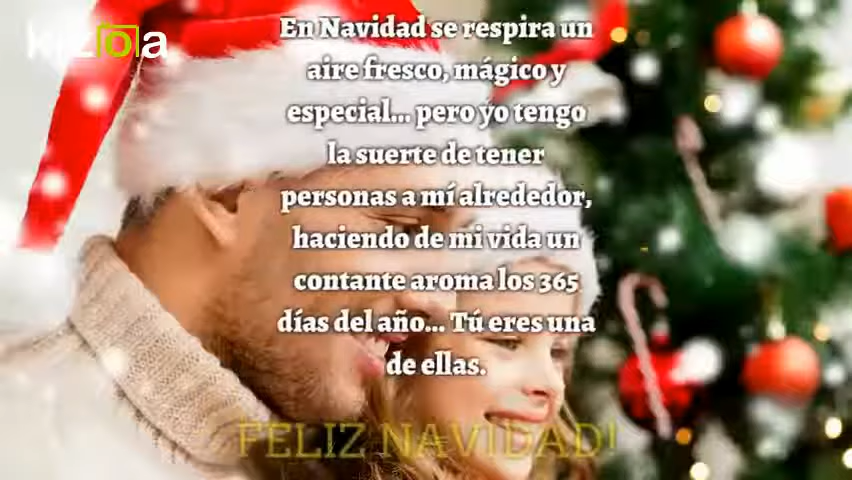 kizoa
En Navidad se respira un
aire fresco, mágico y
especial... pero yo tengo
la suerte de tener
personas a mí alrededor,
haciendo de mi vida un
contante aroma los 365
días del año... Tú eres una
de ellas.
FELIZ NAVIDAD!